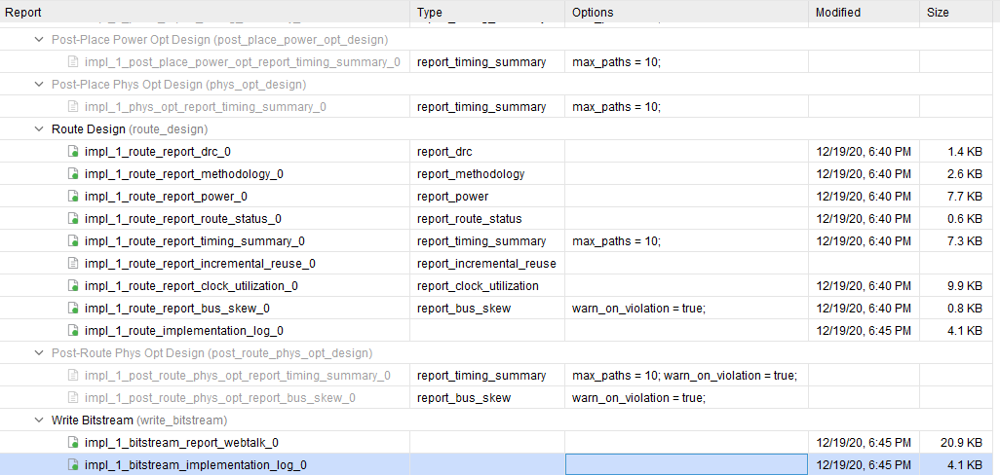 Report Type Options Modified Size
Post-Place Power Opt Design (post_place_power_opt_design)
impl_1_post_place_power_opt_report_timing_summary_0 report_timing_summary max_paths = 10;
Post-Place Phys Opt Design (phys_opt_design)
impl_1_phys_opt_report_timing_summary_0 report_timing_summary max_paths = 10;
Route Design (route_design)
impl_1_route_report_drc_0 report_drc 12/19/20, 6:40 PM 1.4 KB
impl_1_route_report_methodology_0 report_methodology 12/19/20, 6:40 PM 2.6 KB
impl_1_route_report_power_0 report_power 12/19/20, 6:40 PM 7.7 KB
impl_1_route_report_route_status_0 report_route_status 12/19/20, 6:40 PM 0.6 KB
impl_1_route_report_timing_summary_0 report_timing_summary max_paths = 10; 12/19/20, 6:40 PM 7.3 KB
impl_1_route_report_incremental_reuse_0 report_incremental_reuse
impl_1_route_report_clock_utilization_0 report_clock_utilization 12/19/20, 6:40 PM 9.9 KB
impl_1_route_report_bus_skew_0 report_bus_skew warn_on_violation = true; 12/19/20, 6:40 PM 0.8 KB
impl_1_route_implementation_log_0 12/19/20, 6:45 PM 4.1 KB
Post-Route Phys Opt Design (post_route_phys_opt_design)
impl_1_post_route_phys_opt_report_timing_summary_0 report_timing_summary max_paths = 10; warn_on_violation = true;
impl_1_post_route_phys_opt_report_bus_skew_0 report_bus_skew warn_on_violation = true;
Write Bitstream (write_bitstream)
impl_1_bitstream_report_webtalk_0 12/19/20, 6:45 PM 20.9 KB
impl_1_bitstream_implementation_log_0 12/19/20, 6:45 PM 4.1 KB